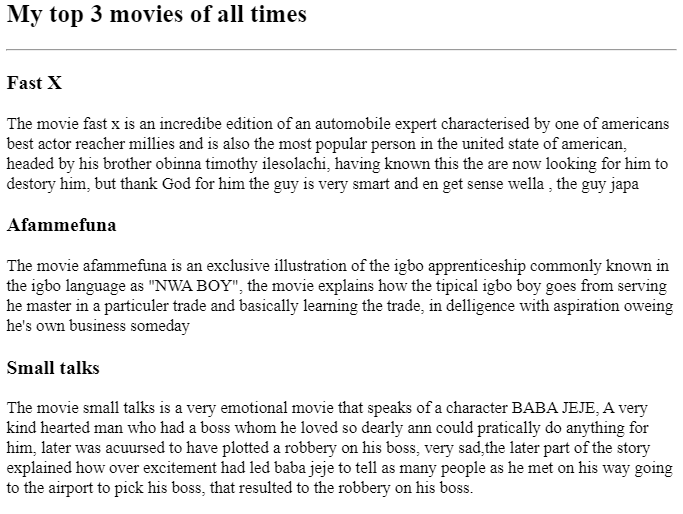 My top 3 movies of all times
Fast X
The movie fast x is an incredibe edition of an automobile expert characterised by one of americans
best actor reacher millies and is also the most popular person in the united state of american,
headed by his brother obinna timothy ilesolachi, having known this the are now looking for him to
destory him, but thank God for him the guy is very smart and en get sense wella , the guy japa
Afammefuna
The movie afammefuna is an exclusive illustration of the igbo apprenticeship commonly known in
the igbo language as "NWA BOY", the movie explains how the tipical igbo boy goes from serving
he master in a particuler trade and basically learning the trade, in delligence with aspiration oweing
he's own business someday
Small talks
The movie small talks is a very emotional movie that speaks of a character BABA JEJE, A very
kind hearted man who had a boss whom he loved so dearly ann could pratically do anything for
him, later was acuursed to have plotted a robbery on his boss, very sad,the later part of the story
explained how over excitement had led baba jeje to tell as many people as he met on his way going
to the airport to pick his boss, that resulted to the robbery on his boss.